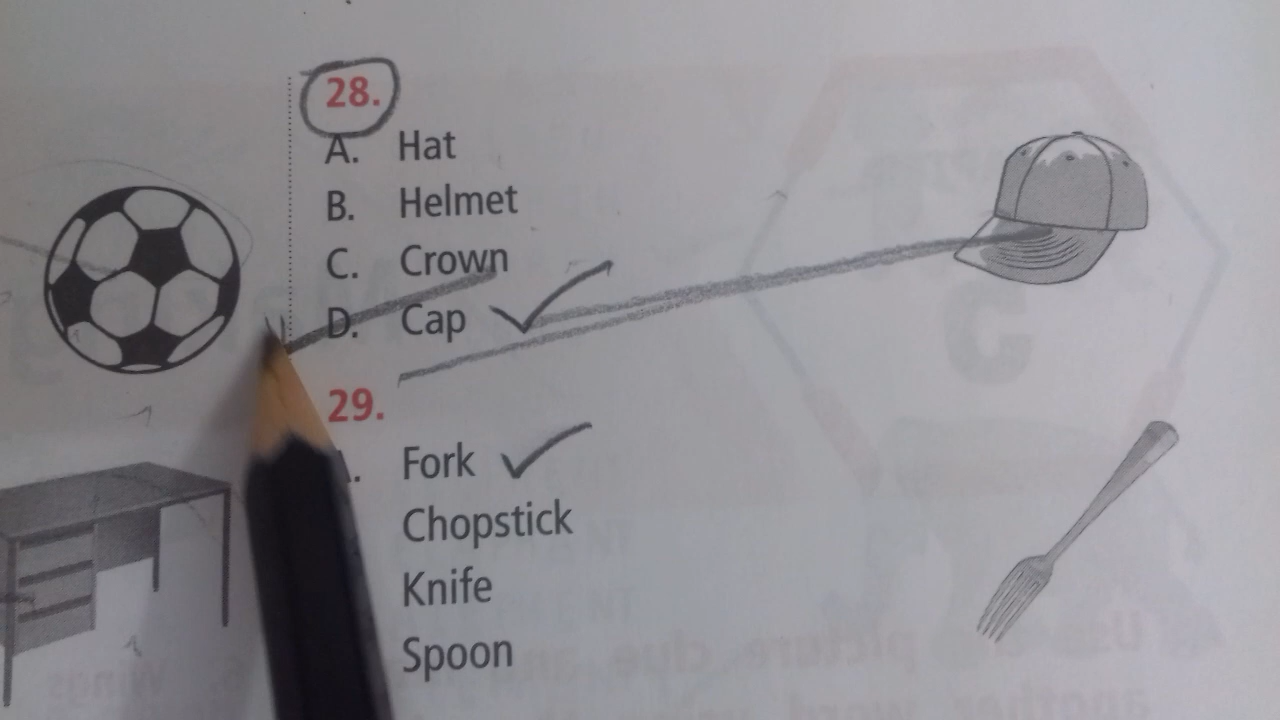 28.
A. Hat
B. Helmet
C. Crown
D. Cap
29.
. Fork
Chopstick
Knife
Spoon